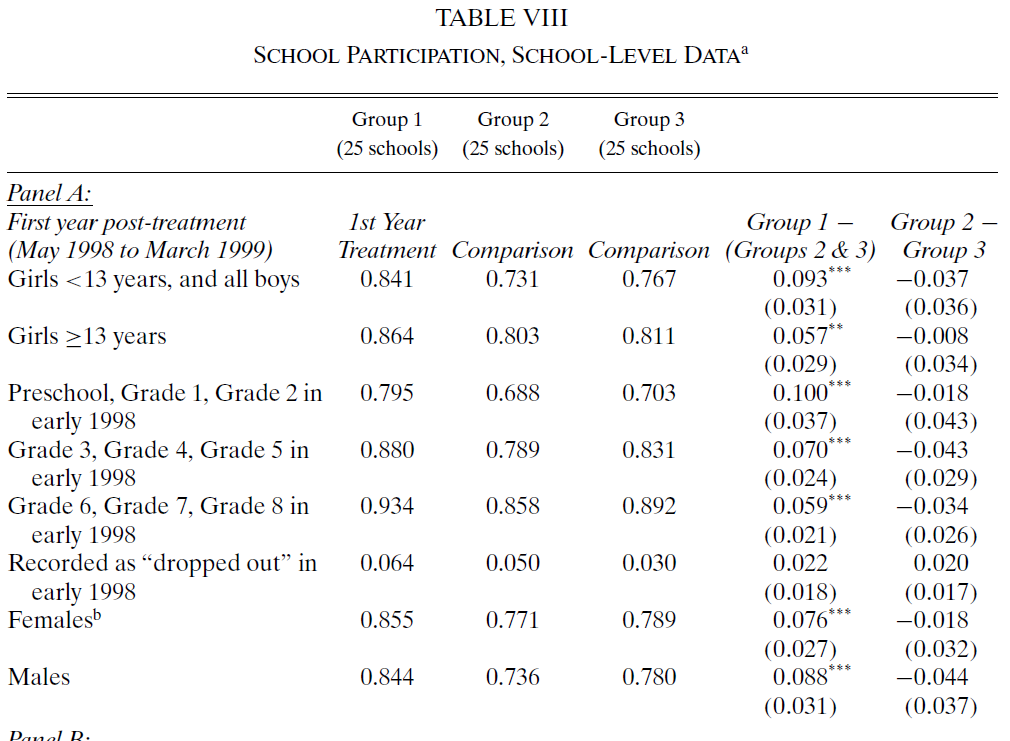 TABLE VIII
SCHOOL PARTICIPATION, SCHOOL-LEVEL DATAᵃ
Group 1 Group 2 Group 3
(25 schools) (25 schools) (25 schools)
Panel A:
First year post-treatment 1st Year Group 1 − Group 2 −
(May 1998 to March 1999) Treatment Comparison Comparison (Groups 2 & 3) Group 3
Girls <13 years, and all boys 0.841 0.731 0.767 0.093*** −0.037
(0.031) (0.036)
Girls ≥13 years 0.864 0.803 0.811 0.057** −0.008
(0.029) (0.034)
Preschool, Grade 1, Grade 2 in 0.795 0.688 0.703 0.100*** −0.018
early 1998 (0.037) (0.043)
Grade 3, Grade 4, Grade 5 in 0.880 0.789 0.831 0.070*** −0.043
early 1998 (0.024) (0.029)
Grade 6, Grade 7, Grade 8 in 0.934 0.858 0.892 0.059*** −0.034
early 1998 (0.021) (0.026)
Recorded as “dropped out” in 0.064 0.050 0.030 0.022 0.020
early 1998 (0.018) (0.017)
Femalesᵇ 0.855 0.771 0.789 0.076*** −0.018
(0.027) (0.032)
Males 0.844 0.736 0.780 0.088*** −0.044
(0.031) (0.037)
Panel B: